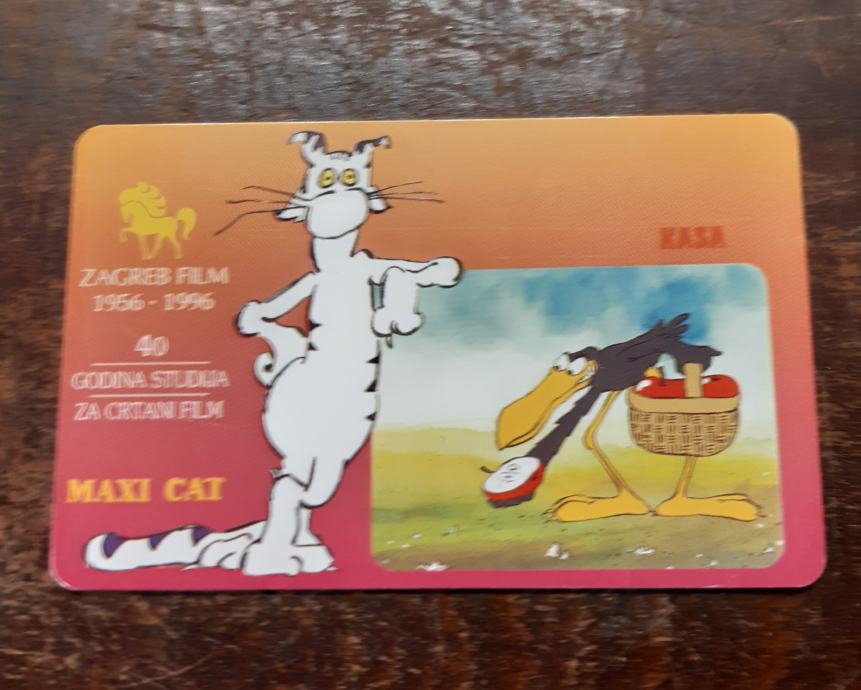 ZAGREB FILM
1956 - 1996
40
GODINA STUDIJA
ZA CRTANI FILM
MAXI CAT
KASA